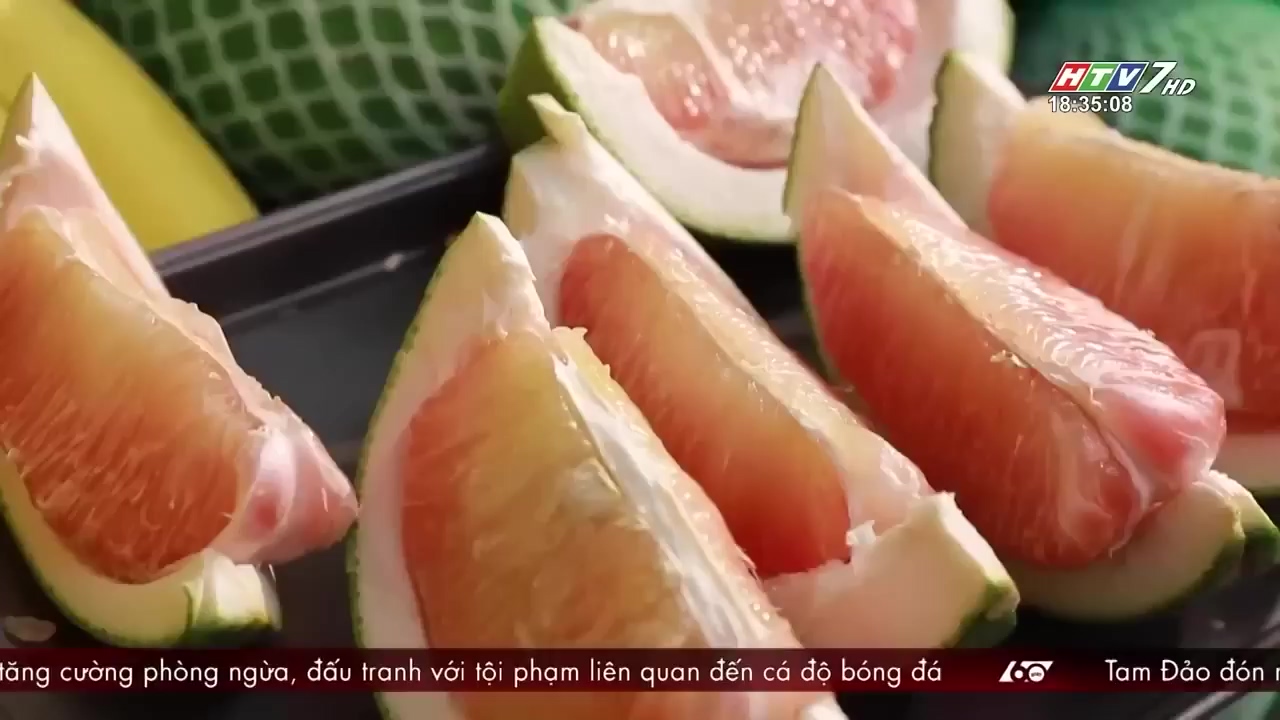 HTV7HD
18:35:08
tăng cường phòng ngừa, đấu tranh với tội phạm liên quan đến cá độ bóng đá 60 Tam Đảo đón